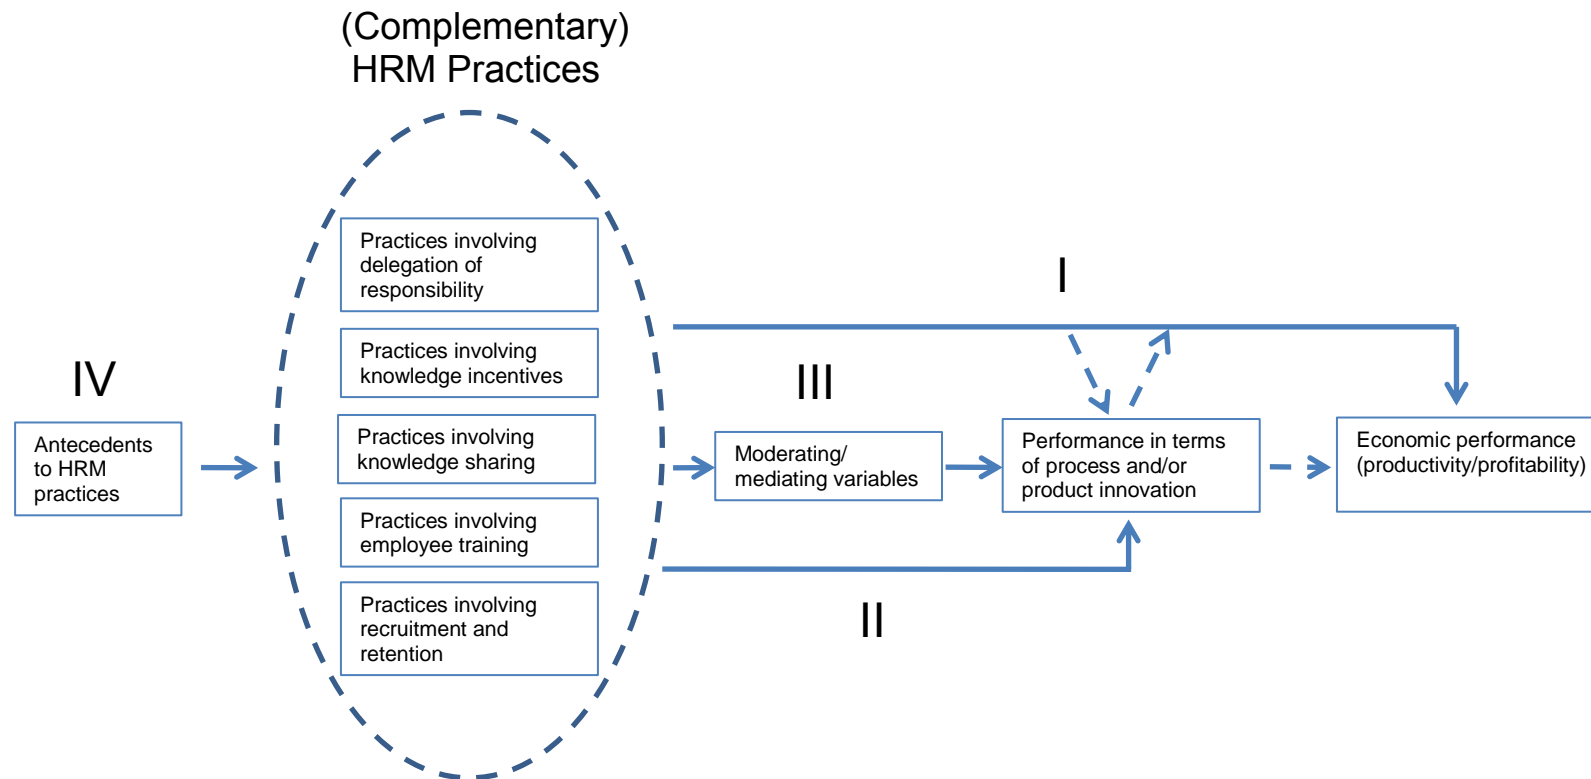 (Complementary)
HRM Practices
Practices involving
delegation of
responsibility
Practices involving
knowledge incentives
Practices involving
knowledge sharing
Practices involving
employee training
Practices involving
recruitment and
retention
IV
Antecedents
to HRM
practices
III
Moderating/
mediating variables
I
Performance in terms
of process and/or
product innovation
II
Economic performance
(productivity/profitability)